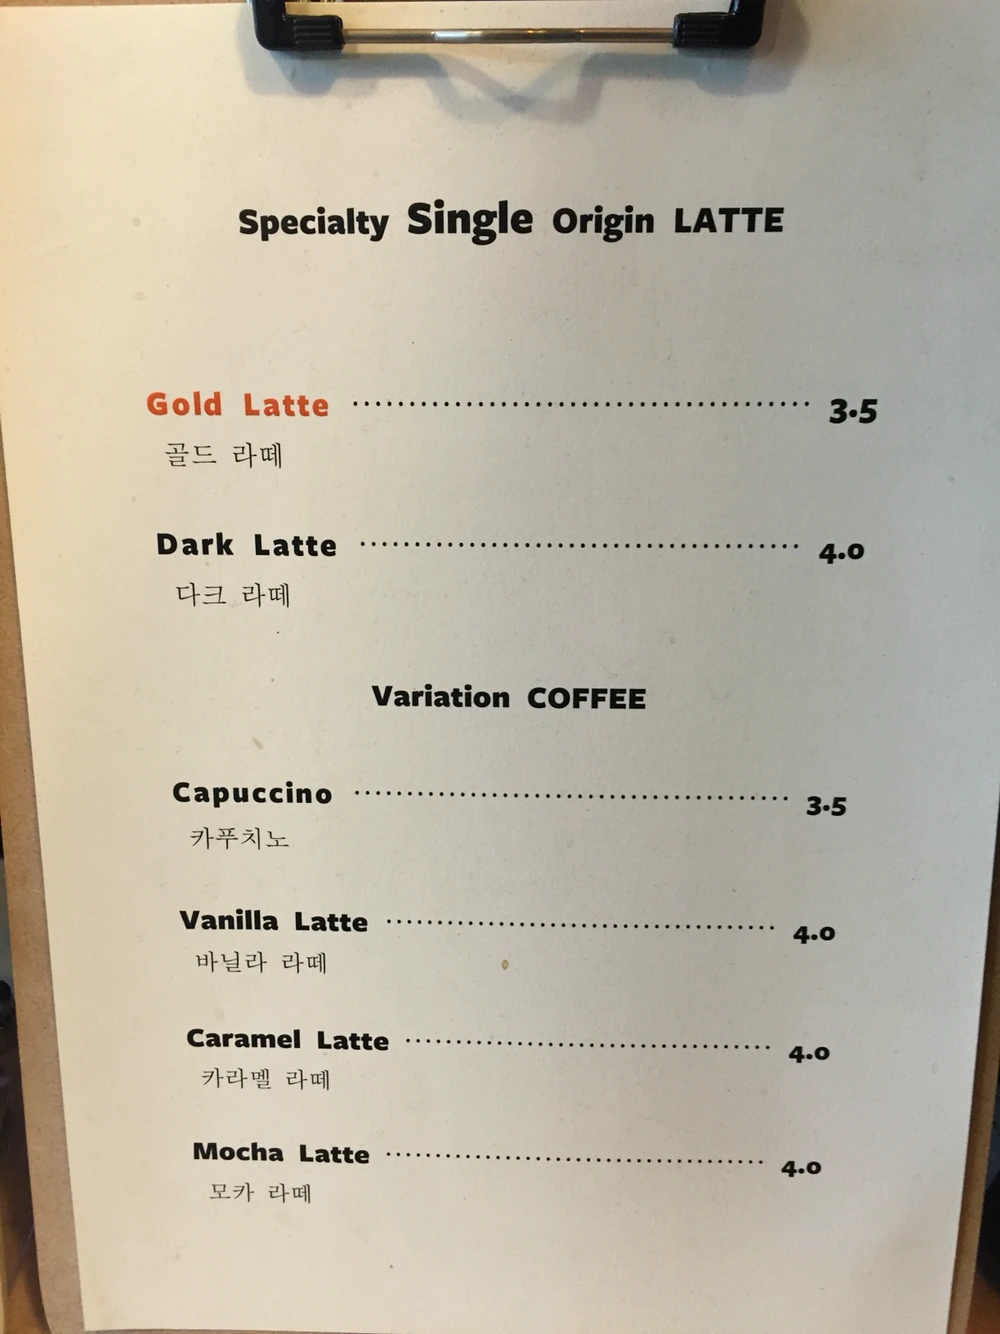 Specialty Single Origin LATTE
Gold Latte ................................................ 3.5
골드 라떼
Dark Latte ................................................ 4.0
다크 라떼
Variation COFFEE
Capuccino ................................................ 3.5
카푸치노
Vanilla Latte ........................................ 4.0
바닐라 라떼
Caramel Latte ...................................... 4.0
카라멜 라떼
Mocha Latte ........................................ 4.0
모카 라떼